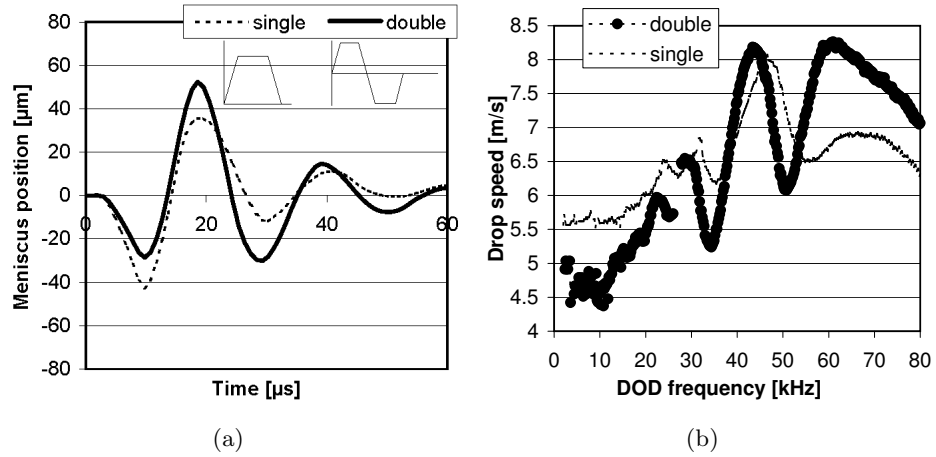 single double
80
60
40
20
0
-20
-40
-60
-80
0 20 40 60
Meniscus position [µm]
Time [µs]
(a)
double
single
8.5
8
7.5
7
6.5
6
5.5
5
4.5
4
0 10 20 30 40 50 60 70 80
Drop speed [m/s]
DOD frequency [kHz]
(b)